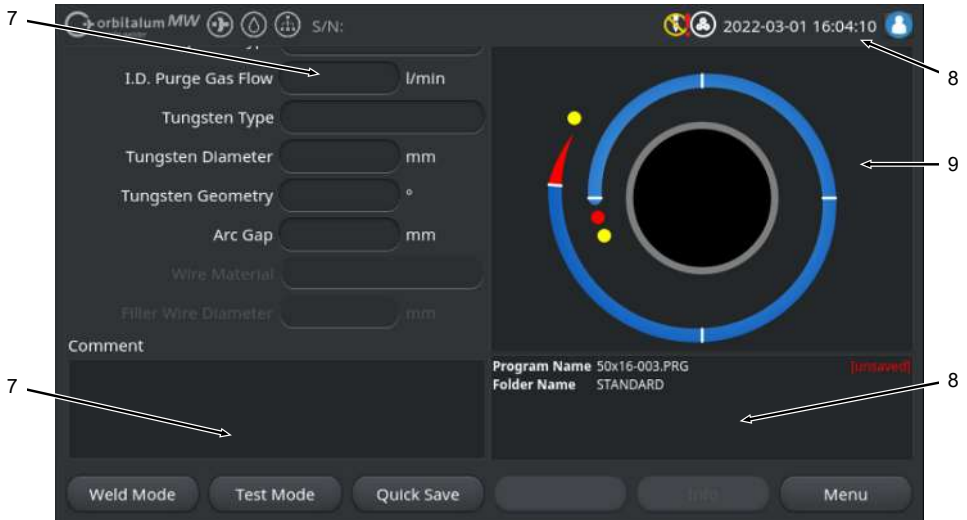 7
orbitalum MW S/N: 2022-03-01 16:04:10
8
I.D. Purge Gas Flow l/min
Tungsten Type
9
Tungsten Diameter mm
Tungsten Geometry °
Arc Gap mm
Wire Material
Filler Wire Diameter mm
Comment
Program Name 50x16-003.PRG [unsaved]
Folder Name STANDARD
7
8
Weld Mode Test Mode Quick Save Info Menu